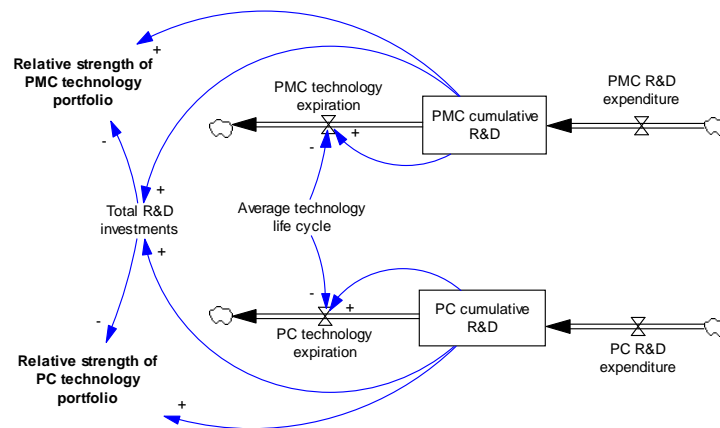 +
Relative strength of
PMC technology
portfolio
PMC technology
expiration
PMC R&D
expenditure
PMC cumulative
R&D
+
-
-
+
Total R&D
investments
+
Average technology
life cycle
-
+
PC cumulative
R&D
-
PC technology
expiration
PC R&D
expenditure
Relative strength of
PC technology
portfolio
+